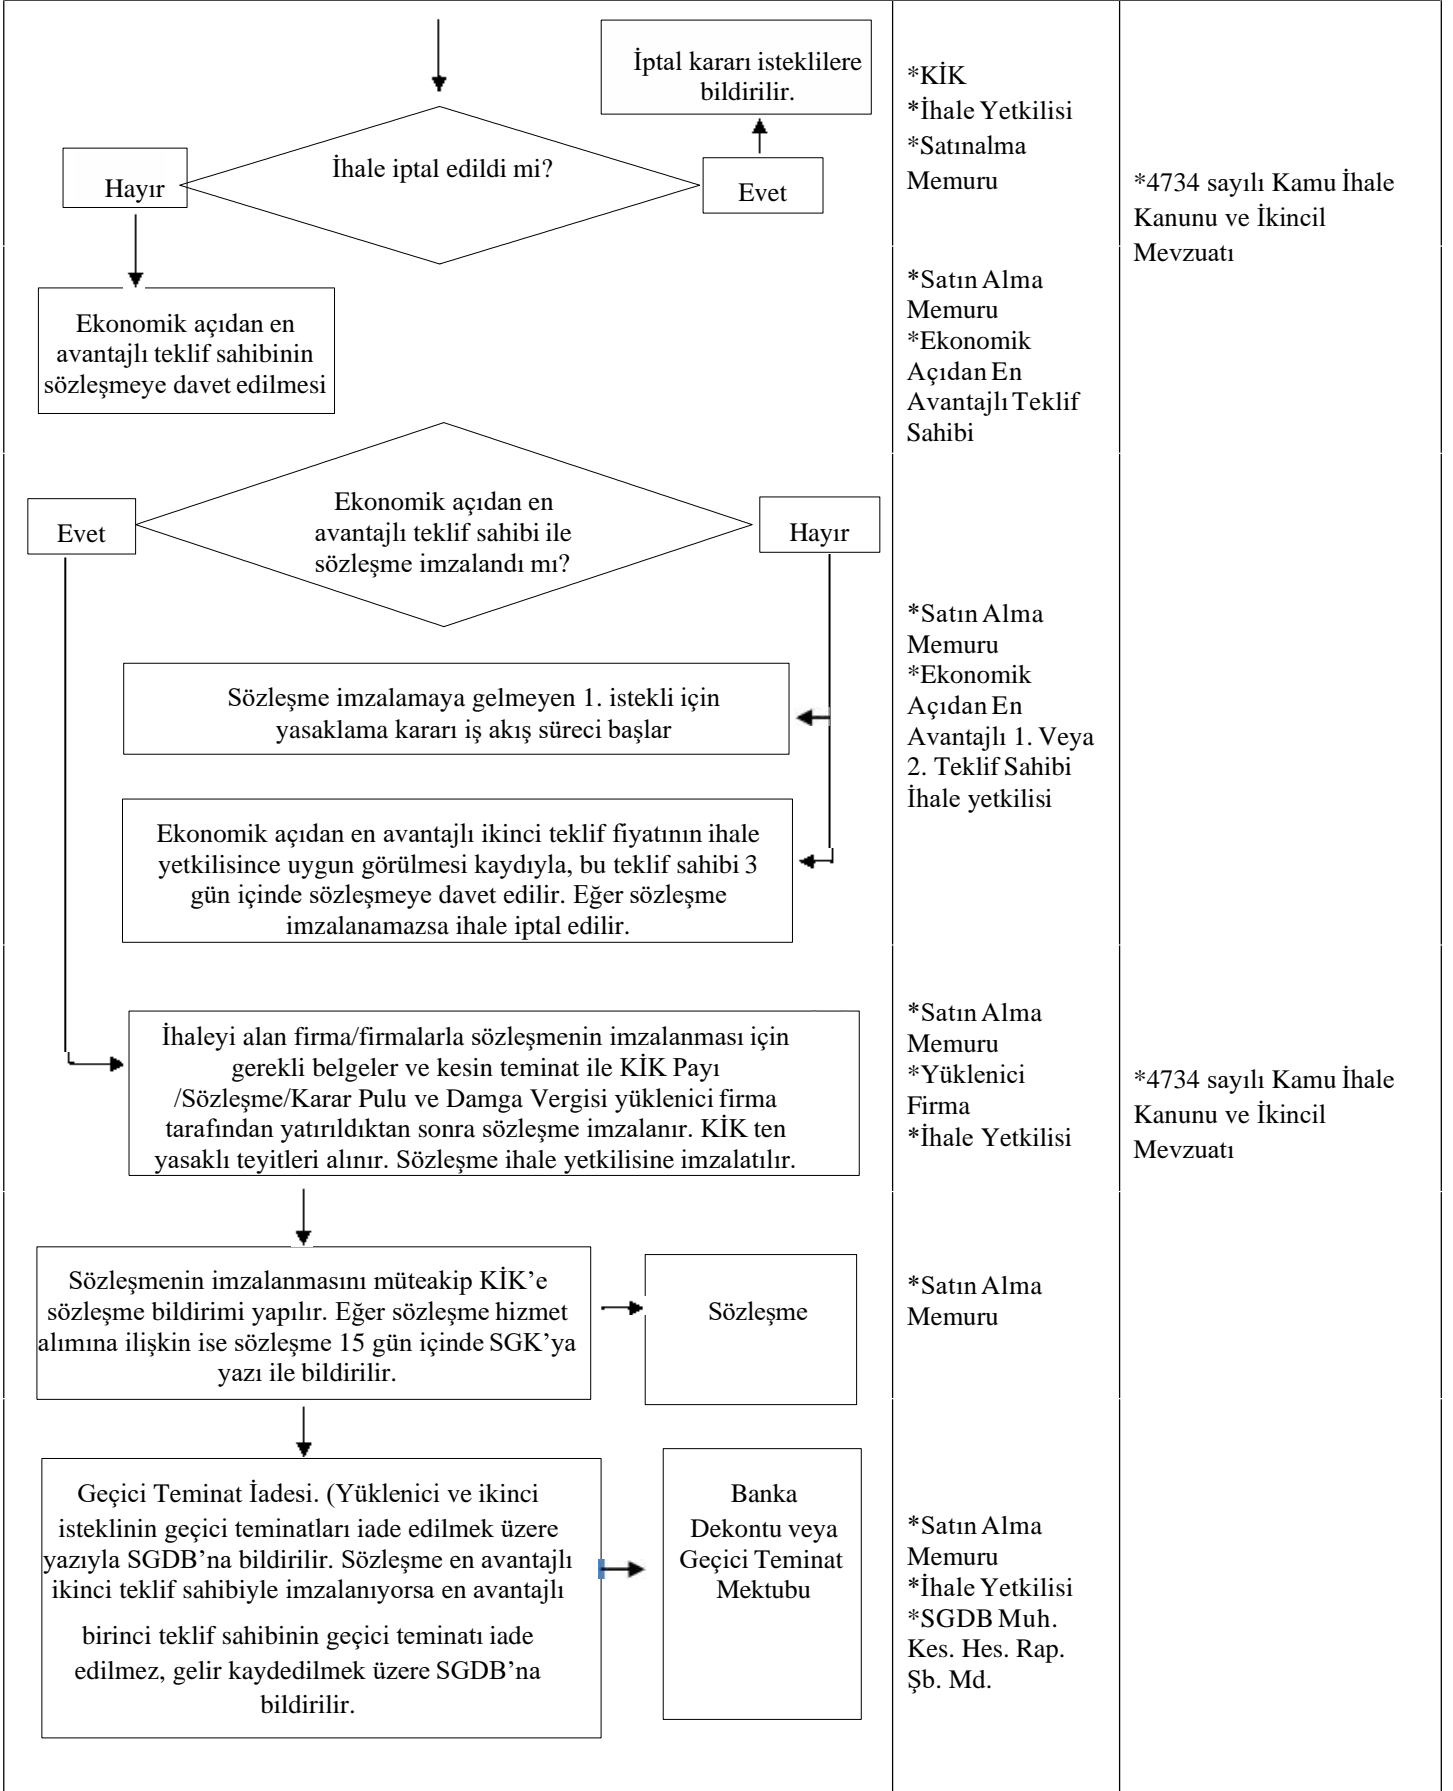 İptal kararı isteklilere
bildirilir.
İhale iptal edildi mi?
Hayır
Evet
*KİK
*İhale Yetkilisi
*Satınalma
Memuru
*4734 sayılı Kamu İhale
Kanunu ve İkincil
Mevzuatı
Ekonomik açıdan en
avantajlı teklif sahibinin
sözleşmeye davet edilmesi
*Satın Alma
Memuru
*Ekonomik
Açıdan En
Avantajlı Teklif
Sahibi
Evet
Ekonomik açıdan en
avantajlı teklif sahibi ile
sözleşme imzalandı mı?
Hayır
Sözleşme imzalamaya gelmeyen 1. istekli için
yasaklama kararı iş akış süreci başlar
Ekonomik açıdan en avantajlı ikinci teklif fiyatının ihale
yetkilisince uygun görülmesi kaydıyla, bu teklif sahibi 3
gün içinde sözleşmeye davet edilir. Eğer sözleşme
imzalanamazsa ihale iptal edilir.
*Satın Alma
Memuru
*Ekonomik
Açıdan En
Avantajlı 1. Veya
2. Teklif Sahibi
İhale yetkilisi
İhaleyi alan firma/firmalarla sözleşmenin imzalanması için
gerekli belgeler ve kesin teminat ile KİK Payı
/Sözleşme/Karar Pulu ve Damga Vergisi yüklenici firma
tarafından yatırıldıktan sonra sözleşme imzalanır. KİK ten
yasaklı teyitleri alınır. Sözleşme ihale yetkilisine imzalatılır.
*Satın Alma
Memuru
*Yüklenici
Firma
*İhale Yetkilisi
*4734 sayılı Kamu İhale
Kanunu ve İkincil
Mevzuatı
Sözleşmenin imzalanmasını müteakip KİK’e
sözleşme bildirimi yapılır. Eğer sözleşme hizmet
alımına ilişkin ise sözleşme 15 gün içinde SGK’ya
yazı ile bildirilir.
Sözleşme
*Satın Alma
Memuru
Geçici Teminat İadesi. (Yüklenici ve ikinci
isteklinin geçici teminatları iade edilmek üzere
yazıyla SGDB’na bildirilir. Sözleşme en avantajlı
ikinci teklif sahibiyle imzalanıyorsa en avantajlı
birinci teklif sahibinin geçici teminatı iade
edilmez, gelir kaydedilmek üzere SGDB’na
bildirilir.
Banka
Dekontu veya
Geçici Teminat
Mektubu
*Satın Alma
Memuru
*İhale Yetkilisi
*SGDB Muh.
Kes. Hes. Rap.
Şb. Md.